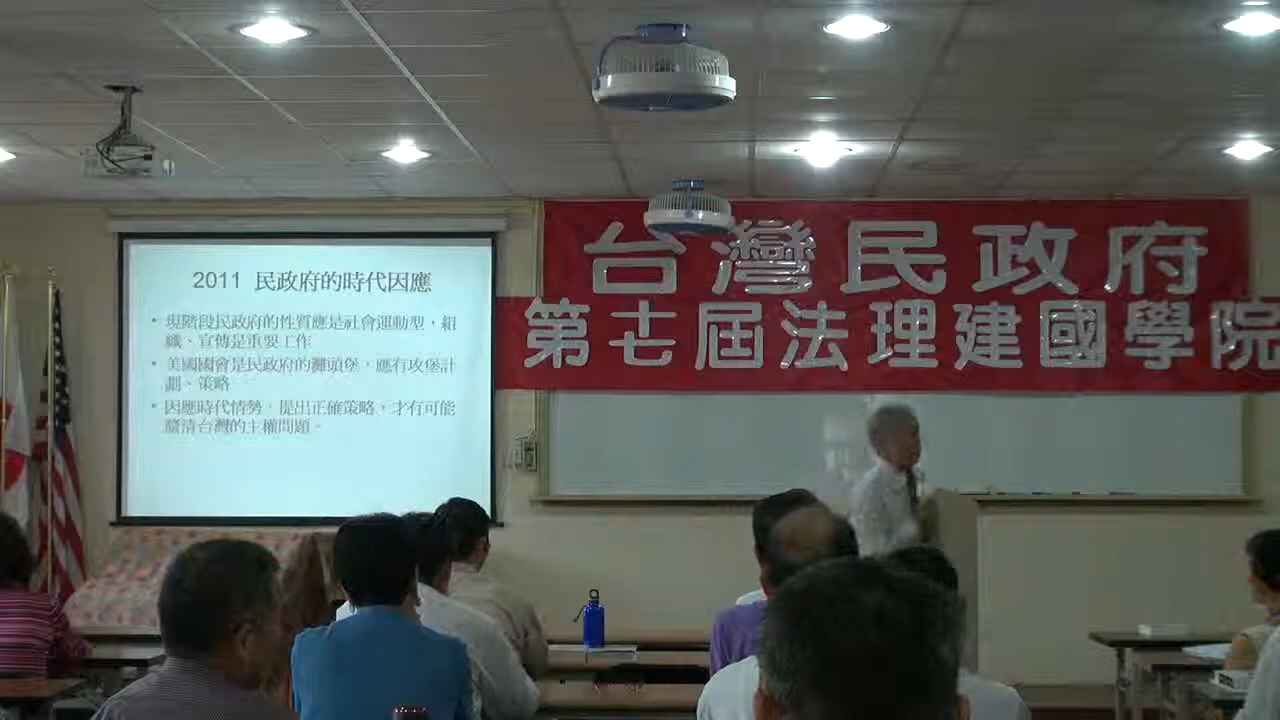 台灣民政府
第七屆法理建國學院
2011 民政府的時代因應
• 現階段民政府的性質應是社會運動型，組
織、宣傳是重要工作
• 美國國會是民政府的灘頭堡，應有攻堡計
劃、策略
• 因應時代情勢，提出正確策略，才有可能
釐清台灣的主權問題。